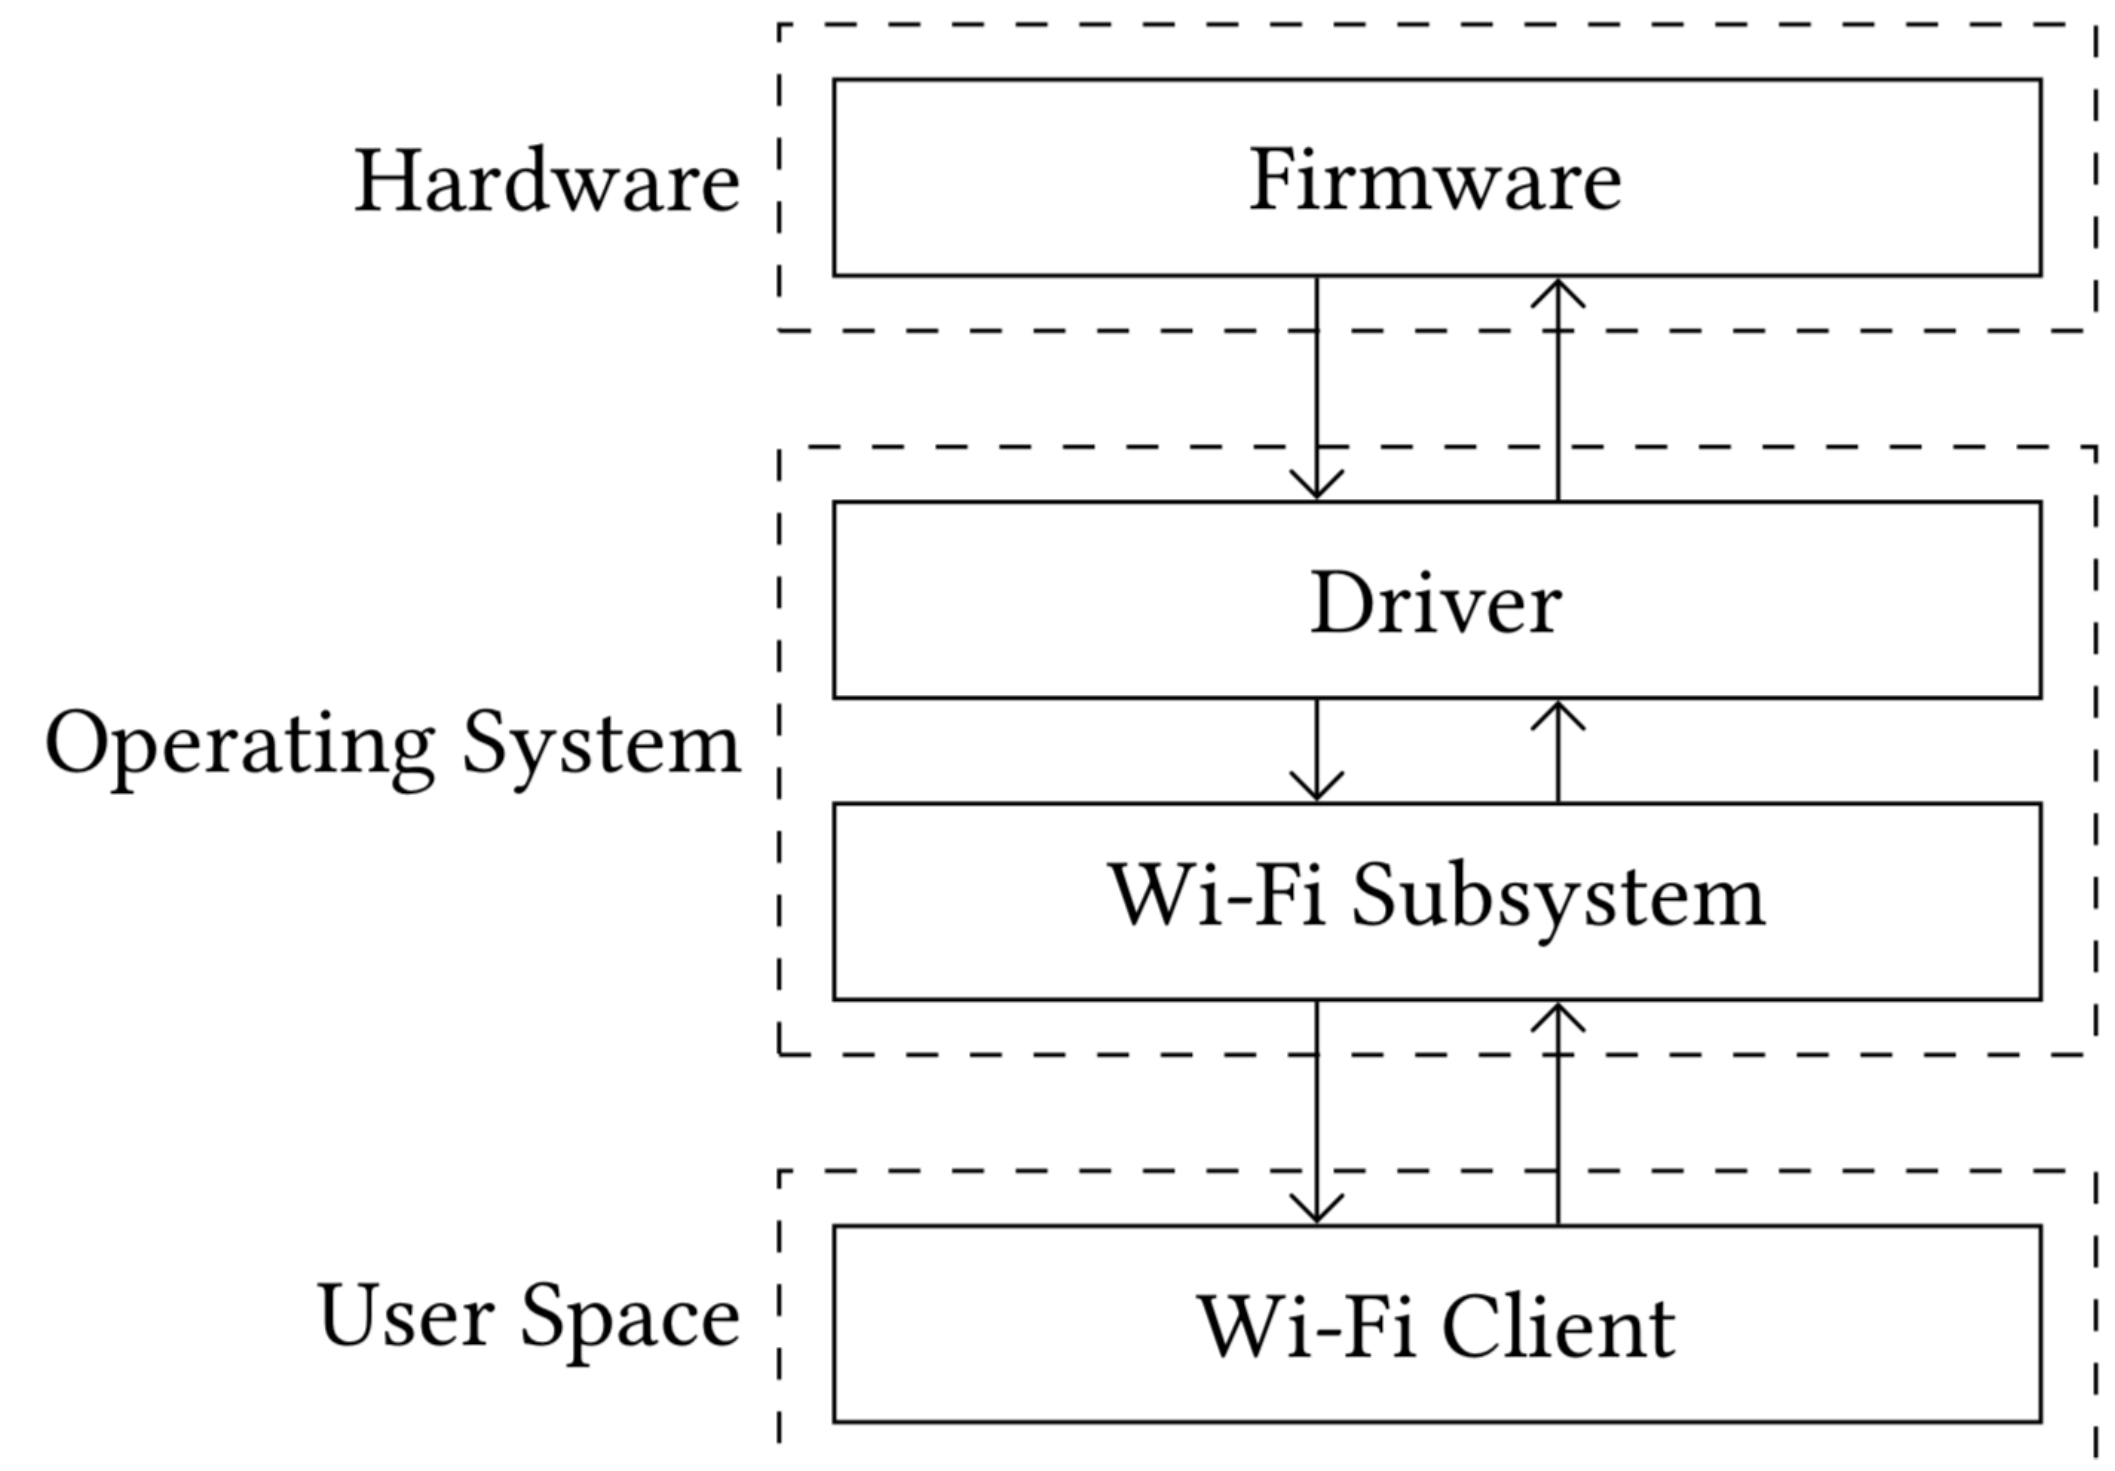 Hardware
Firmware
Driver
Operating System
Wi-Fi Subsystem
User Space
Wi-Fi Client